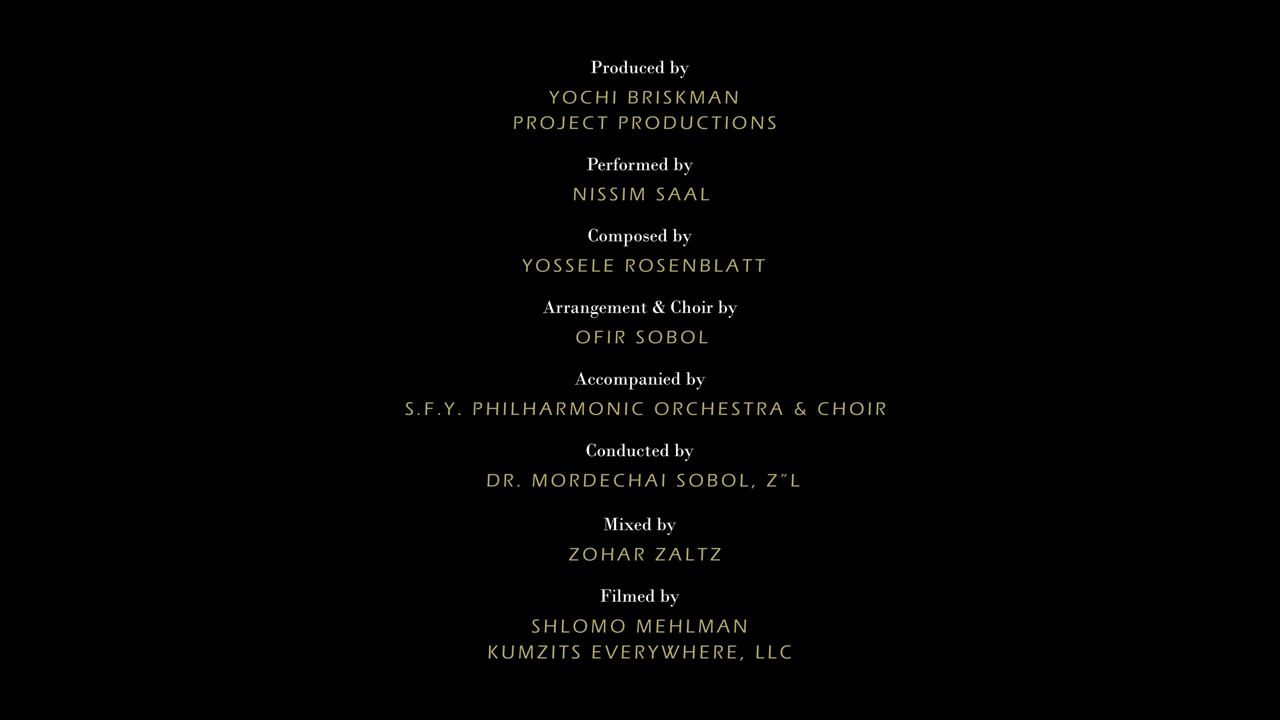 Produced by
YOCHI BRISKMAN
PROJECT PRODUCTIONS
Performed by
NISSIM SAAL
Composed by
YOSSELE ROSENBLATT
Arrangement & Choir by
OFIR SOBOL
Accompanied by
S.F.Y. PHILHARMONIC ORCHESTRA & CHOIR
Conducted by
DR. MORDECHAI SOBOL, Z”L
Mixed by
ZOHAR ZALTZ
Filmed by
SHLOMO MEHLMAN
KUMZITS EVERYWHERE, LLC